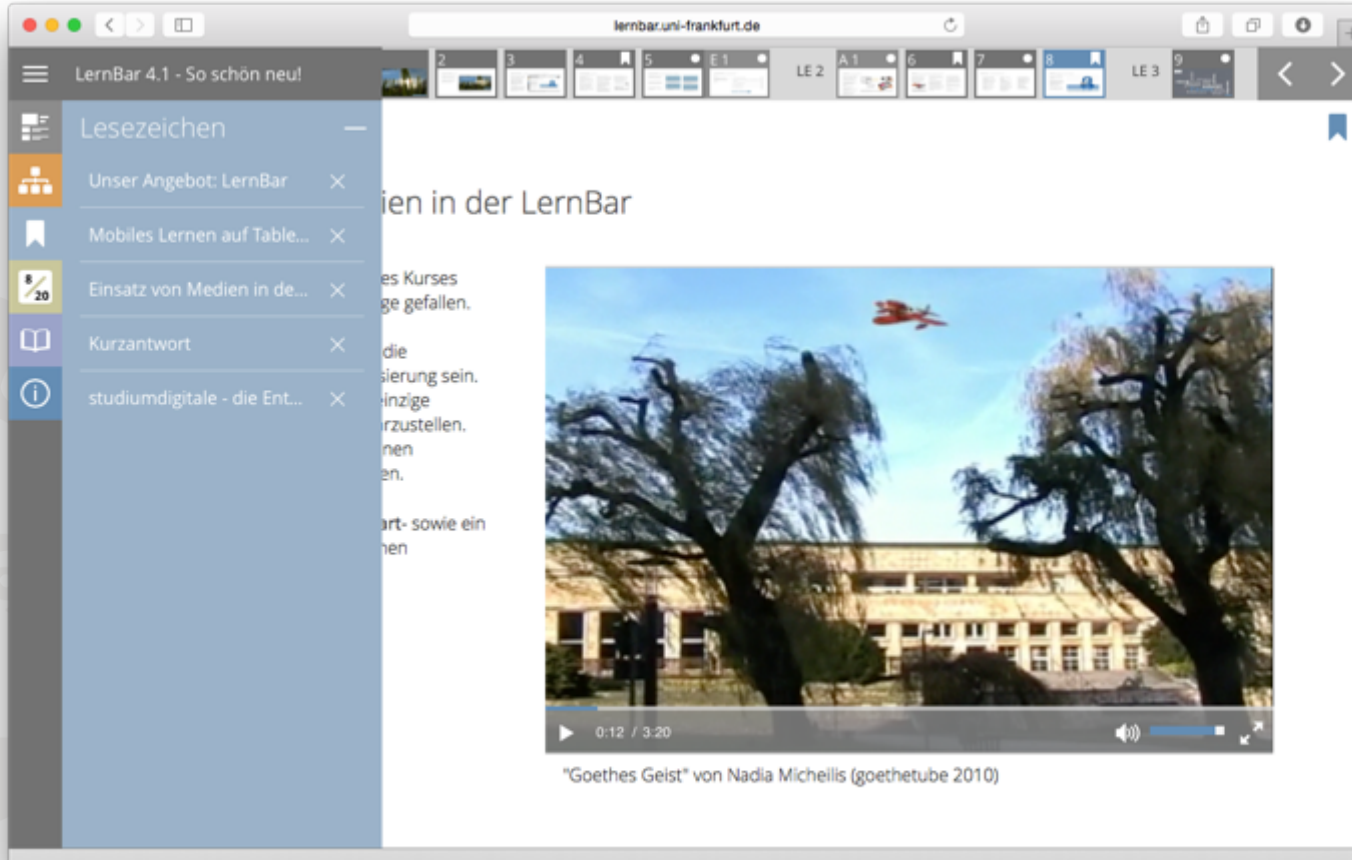 lernbar.uni-frankfurt.de
LernBar 4.1 - So schön neu!
2
3
4
5
E 1
LE 2
A 1
6
7
8
LE 3
9
Lesezeichen
Unser Angebot: LernBar
Mobiles Lernen auf Table...
Einsatz von Medien in de...
Kurzantwort
studiumdigitale - die Ent...
8/20
ien in der LernBar
es Kurses
ge gefallen.
die
sierung sein.
inzige
rzustellen.
nen
en.
art- sowie ein
nen
0:12 / 3:20
"Goethes Geist" von Nadia Micheilis (goethetube 2010)